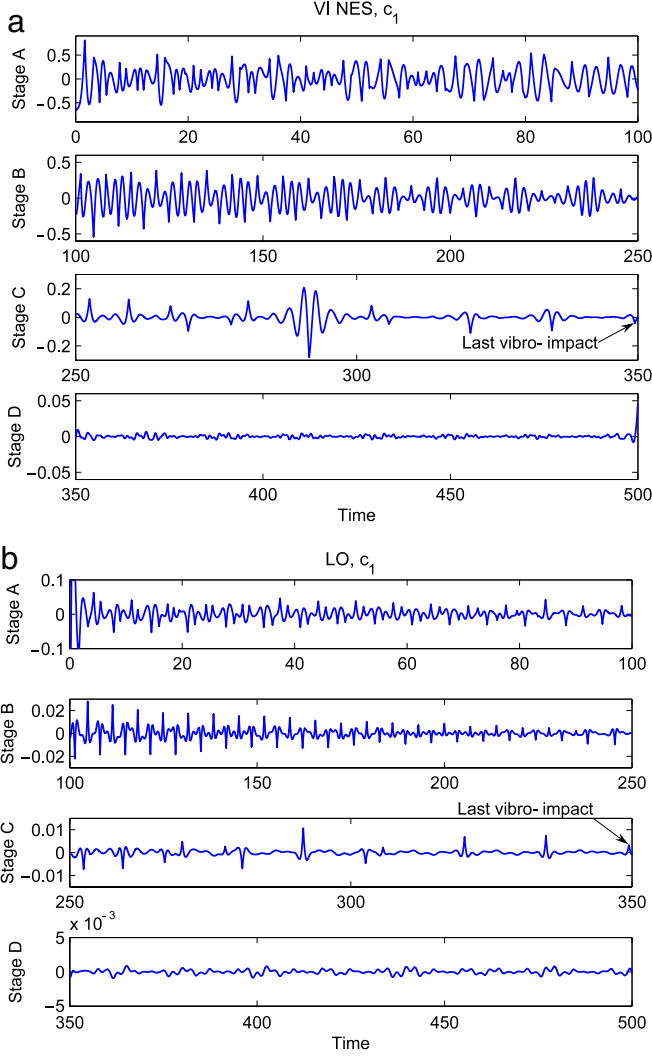 a
VI NES, c1
Stage A
0.5
0
−0.5
0 20 40 60 80 100
Stage B
0.5
0
−0.5
100 150 200 250
Stage C
0.2
0
−0.2
Last vibro- impact
250 300 350
Stage D
0.05
0
−0.05
350 400 450 500
Time
b
LO, c1
Stage A
0.1
0
−0.1
0 20 40 60 80 100
Stage B
0.02
0
−0.02
100 150 200 250
Last vibro- impact
Stage C
0.01
0
−0.01
250 300 350
x 10−3
Stage D
5
0
−5
350 400 450 500
Time